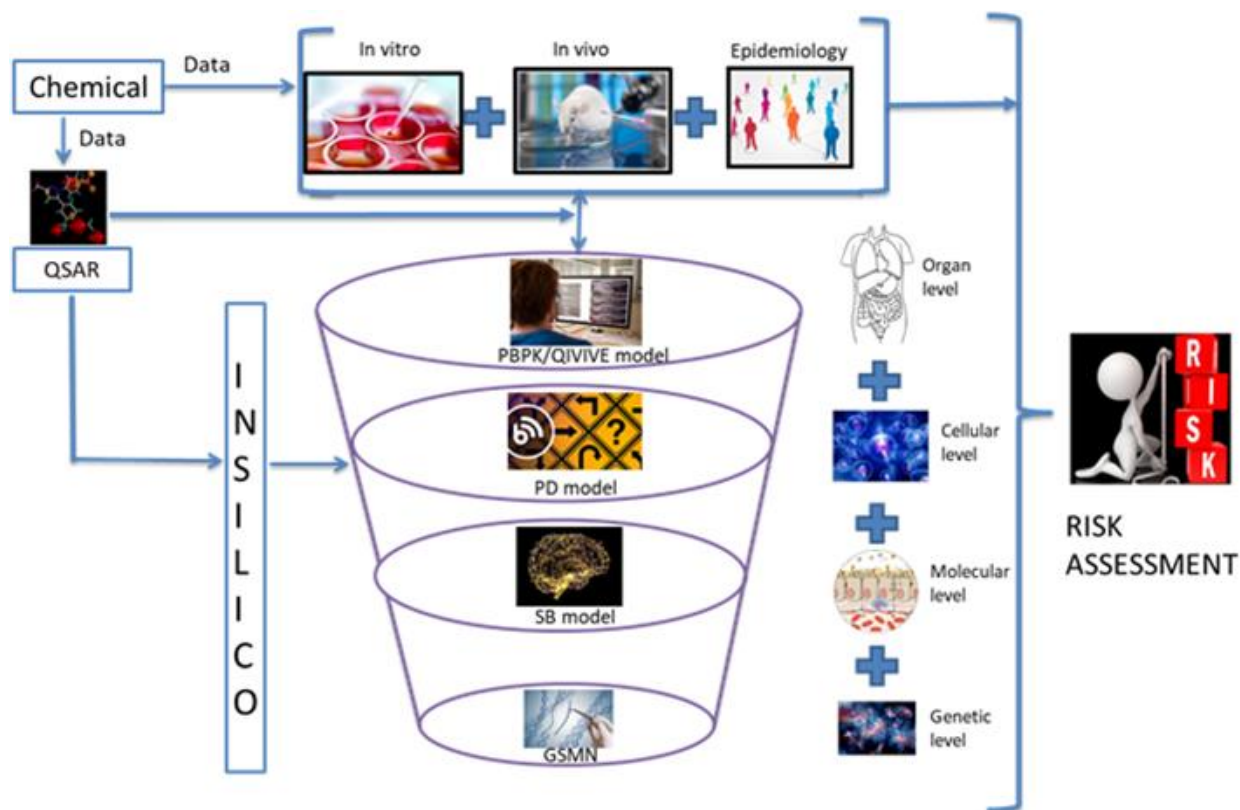 In vitro
In vivo
Epidemiology
Data
Chemical
Data
QSAR
Organ
level
PBPK/QIVIVE model
I
N
S
I
L
I
C
O
?
PD model
Cellular
level
R
I
S
K
RISK
ASSESSMENT
SB model
Molecular
level
GSMN
Genetic
level